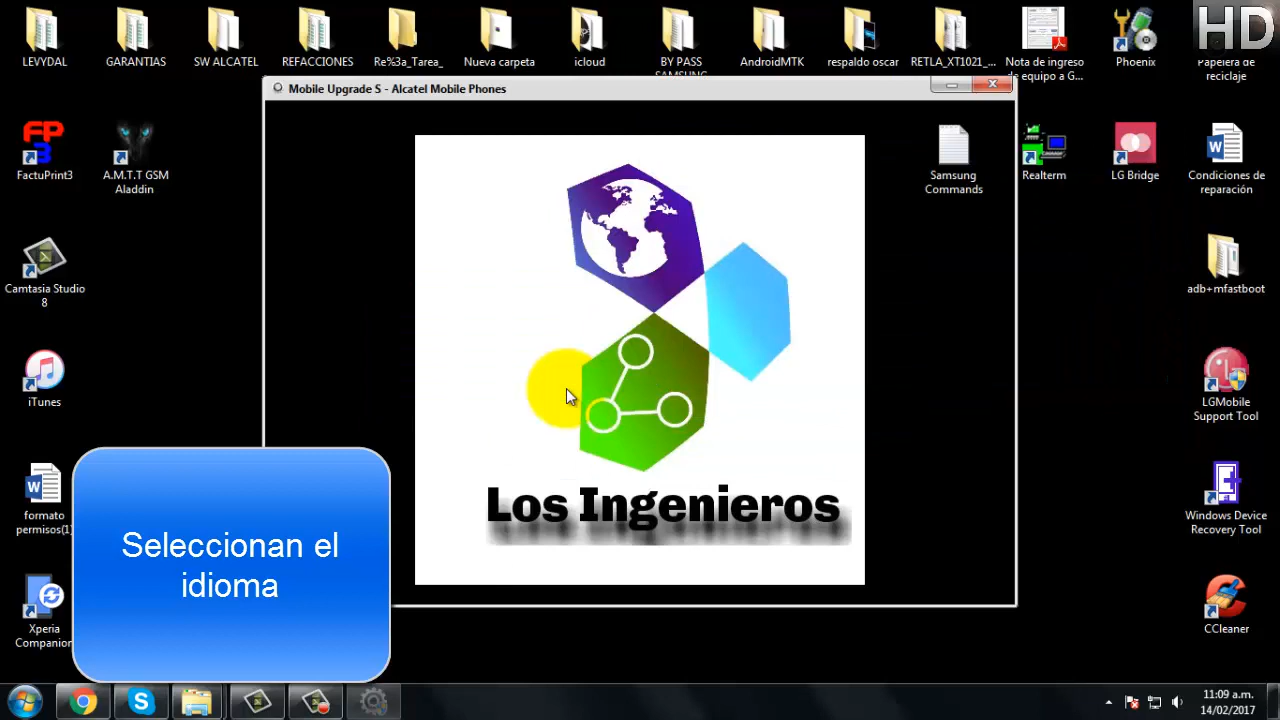 HD
LEVYDAL
GARANTIAS
SW ALCATEL
REFACCIONES
Re%3a_Tarea_
Nueva carpeta
icloud
BY PASS
SAMSUNG
AndroidMTK
respaldo oscar
RETLA_XT1021_...
Nota de ingreso
de equipo a G...
Phoenix
Papelera de
reciclaje
Mobile Upgrade S - Alcatel Mobile Phones
FP
3
FactuPrint3
A.M.T.T GSM
Aladdin
Samsung
Commands
Realterm
LG Bridge
Condiciones de
reparación
Camtasia Studio
8
adb+mfastboot
iTunes
LGMobile
Support Tool
Los Ingenieros
formato
permisos(1)
Seleccionan el
idioma
Windows Device
Recovery Tool
Xperia
Companion
CCleaner
11:09 a.m.
14/02/2017